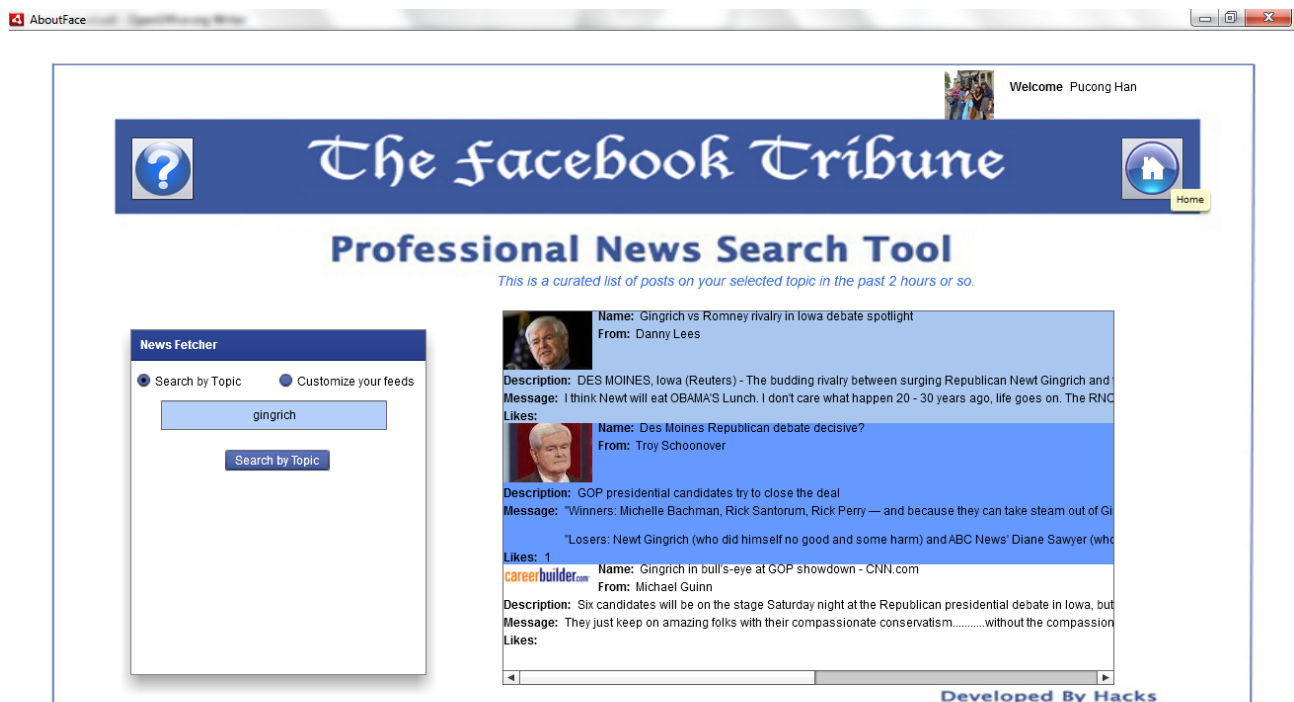 AboutFace
Welcome Pucong Han
The Facebook Tribune
Home
Professional News Search Tool
This is a curated list of posts on your selected topic in the past 2 hours or so.
News Fetcher
Search by Topic
Customize your feeds
gingrich
Search by Topic
Name: Gingrich vs Romney rivalry in Iowa debate spotlight
From: Danny Lees
Description: DES MOINES, Iowa (Reuters) - The budding rivalry between surging Republican Newt Gingrich and
Message: I think Newt will eat OBAMA'S Lunch. I don't care what happen 20 - 30 years ago, life goes on. The RNC
Likes:
Name: Des Moines Republican debate decisive?
From: Troy Schoonover
Description: GOP presidential candidates try to close the deal
Message: "Winners: Michelle Bachman, Rick Santorum, Rick Perry — and because they can take steam out of Gi
"Losers: Newt Gingrich (who did himself no good and some harm) and ABC News' Diane Sawyer (who
Likes: 1
careerbuilder.com
Name: Gingrich in bull's-eye at GOP showdown - CNN.com
From: Michael Guinn
Description: Six candidates will be on the stage Saturday night at the Republican presidential debate in Iowa, but
Message: They just keep on amazing folks with their compassionate conservatism..........without the compassion
Likes:
Developed By Hacks